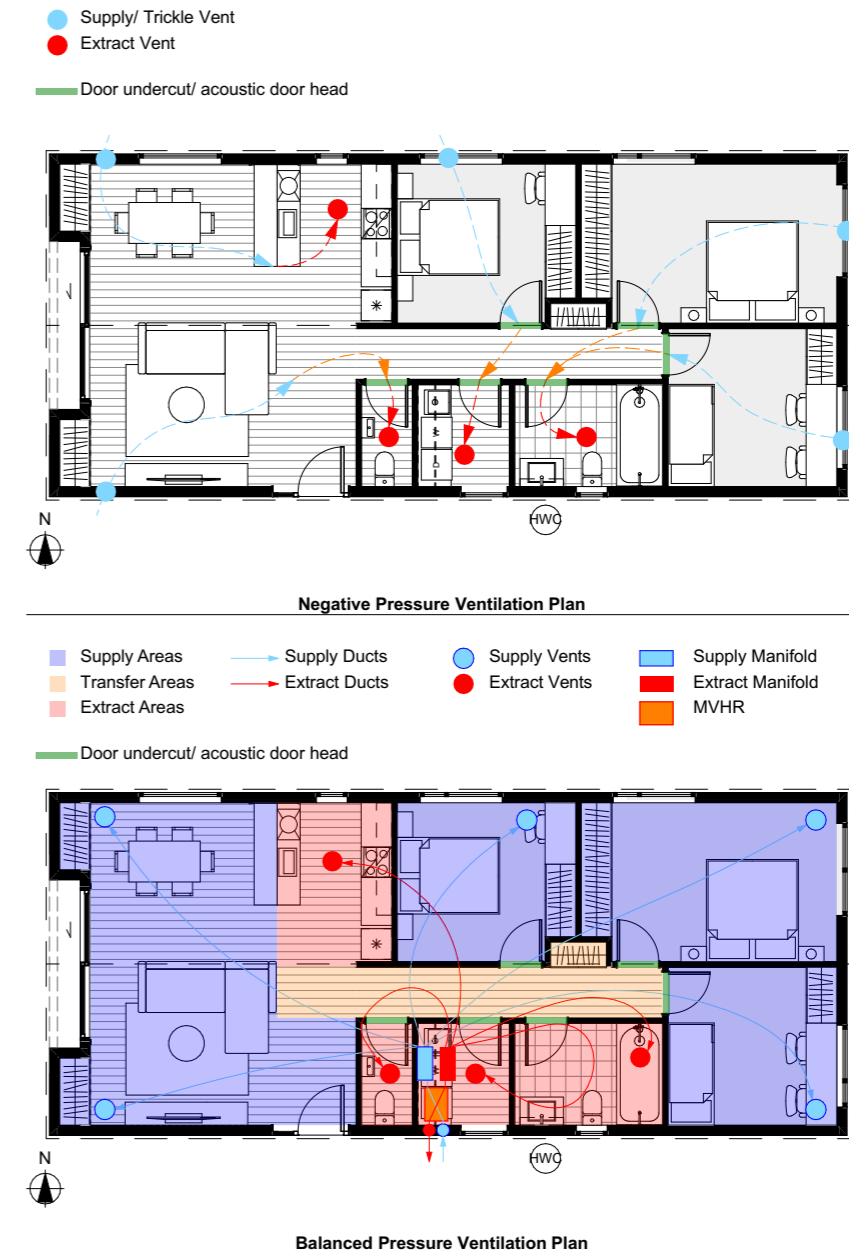 Supply/ Trickle Vent
Extract Vent
Door undercut/ acoustic door head
N
HWC
Negative Pressure Ventilation Plan
Supply Areas Supply Ducts Supply Vents Supply Manifold
Transfer Areas Extract Ducts Extract Vents Extract Manifold
Extract Areas MVHR
Door undercut/ acoustic door head
N
HWC
Balanced Pressure Ventilation Plan